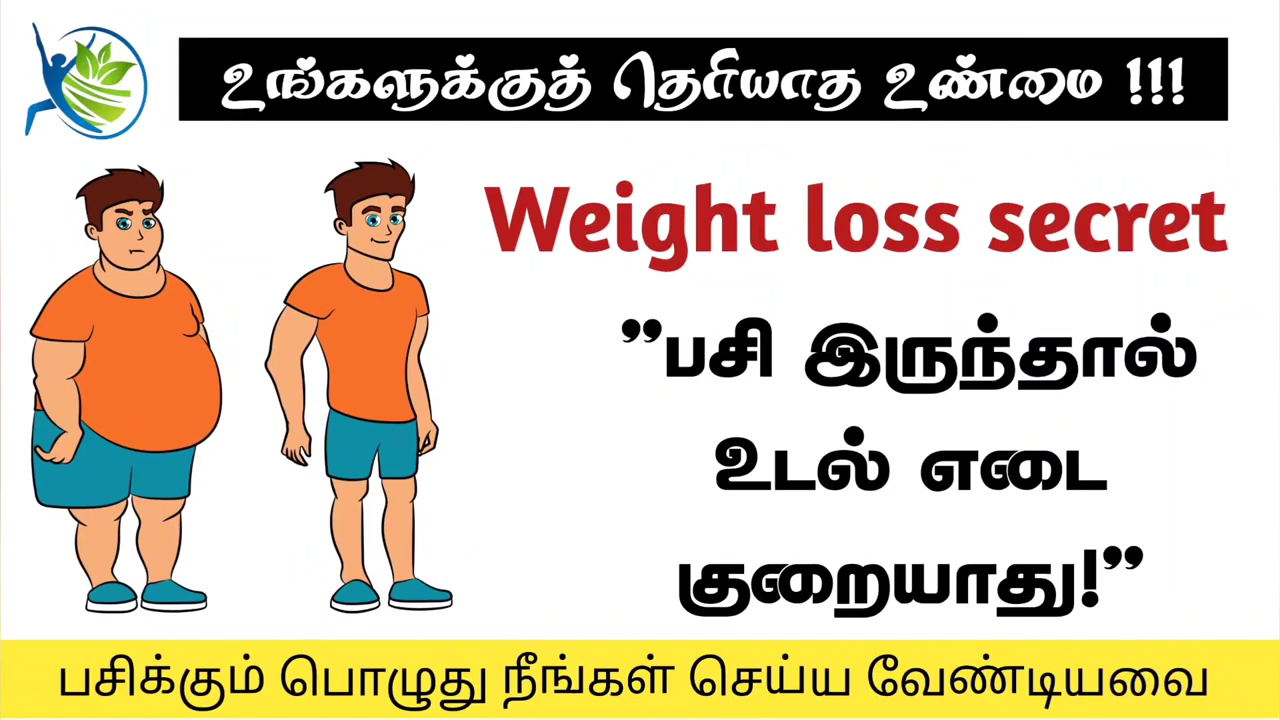 உங்களுக்குத் தெரியாத உண்மை !!!
Weight loss secret
”பசி இருந்தால்
உடல் எடை
குறையாது!”
பசிக்கும் பொழுது நீங்கள் செய்ய வேண்டியவை